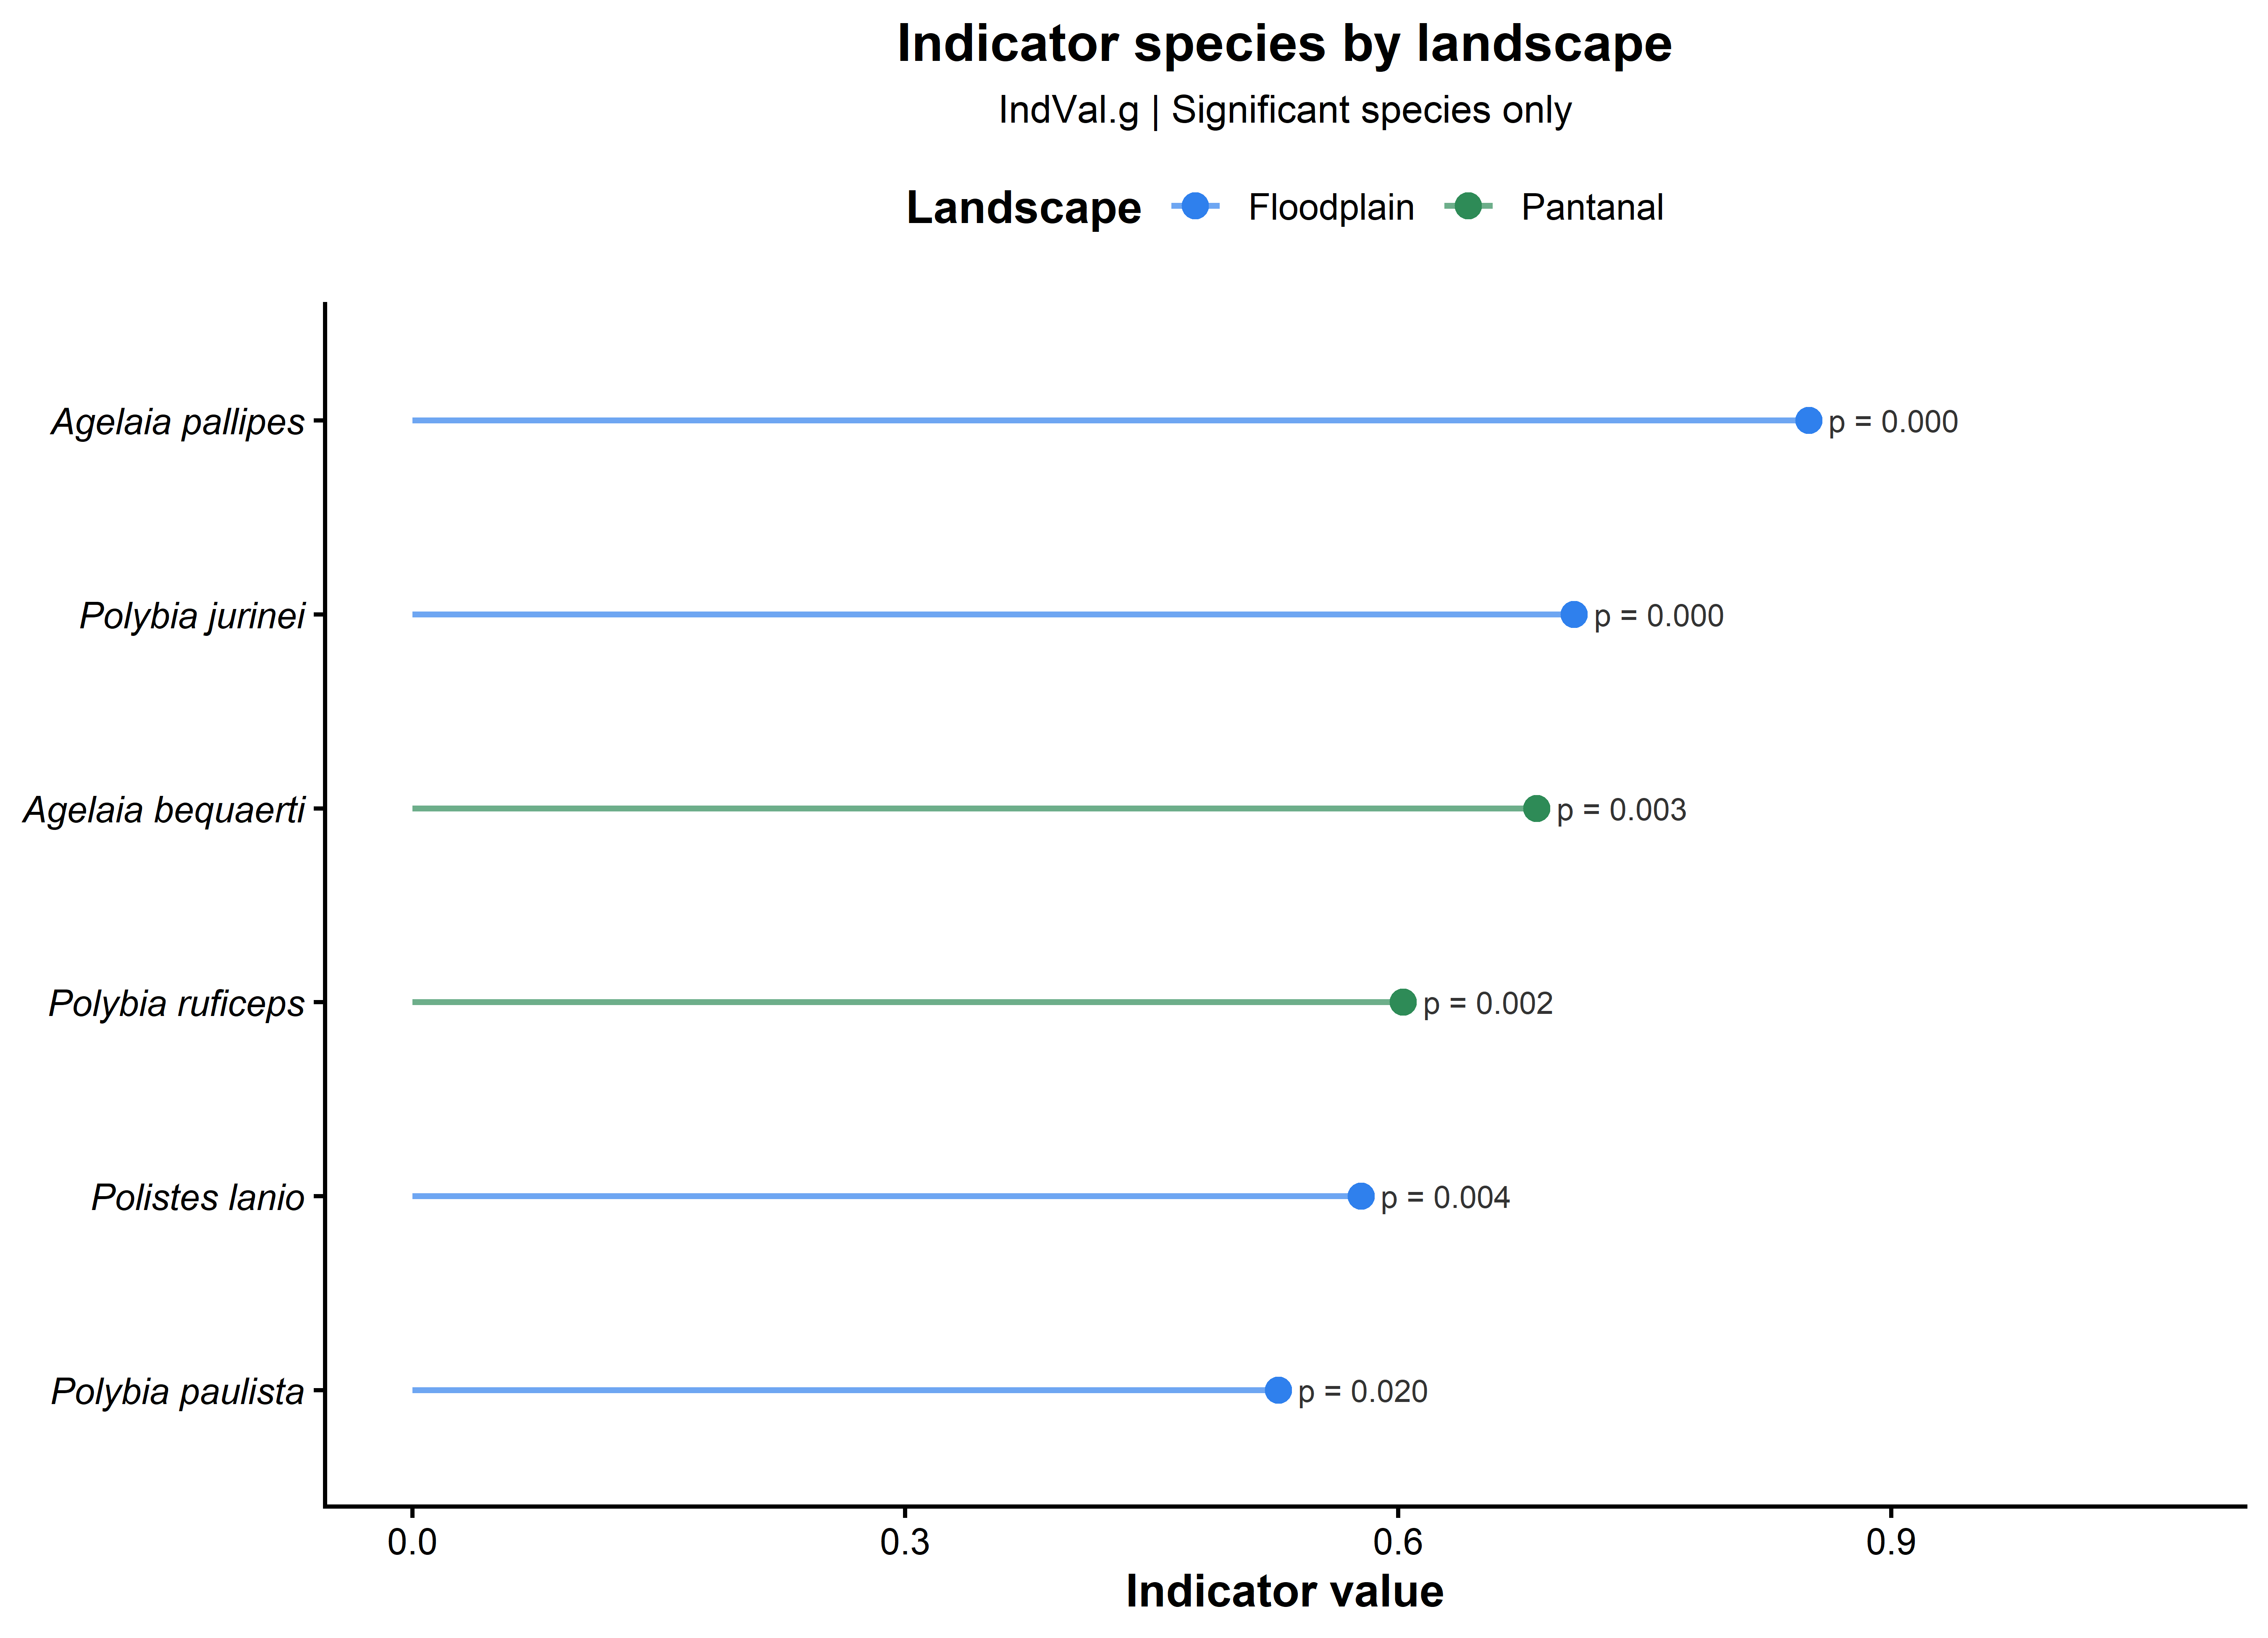 Indicator species by landscape
IndVal.g | Significant species only
Landscape Floodplain Pantanal
Agelaia pallipes p = 0.000
Polybia jurinei p = 0.000
Agelaia bequaerti p = 0.003
Polybia ruficeps p = 0.002
Polistes lanio p = 0.004
Polybia paulista p = 0.020
0.0 0.3 0.6 0.9
Indicator value